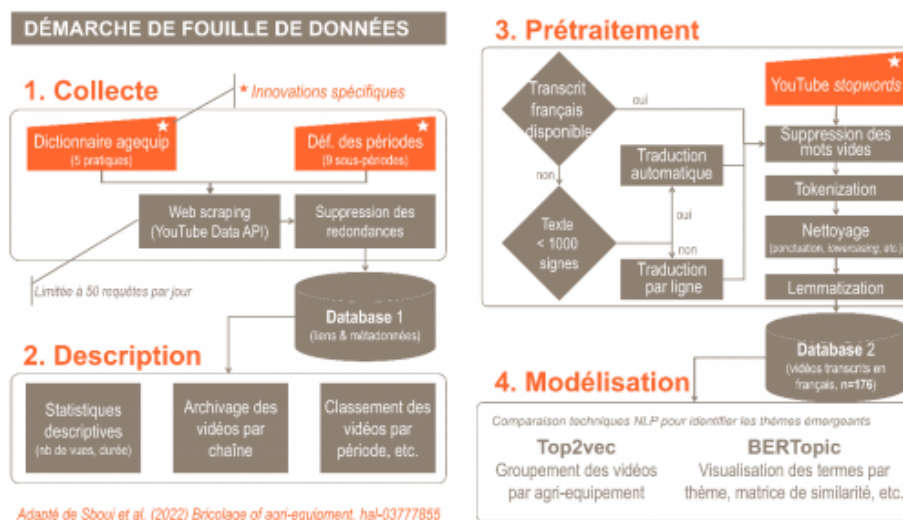 DÉMARCHE DE FOUILLE DE DONNÉES
1. Collecte
* Innovations spécifiques
Dictionnaire agequip
(5 pratiques)
Déf. des périodes
(9 sous-périodes)
Web scraping
(YouTube Data API)
Suppression des
redondances
Limitée à 50 requêtes par jour
Database 1
(liens & métadonnées)
2. Description
Statistiques
descriptives
(nb de vues, durée)
Archivage des
vidéos par
chaîne
Classement des
vidéos par
période, etc.
Adapté de Sboui et al. (2022) Bricolage of agri-equipment, hal-03777855
3. Prétraitement
Transcrit
français
disponible
oui
non
Texte
< 1000
signes
oui
non
Traduction
automatique
Traduction
par ligne
YouTube stopwords
Suppression des
mots vides
Tokenization
Nettoyage
(ponctuation, lowercasing, etc.)
Lemmatization
Database 2
(vidéos transcrits en
français, n=176)
4. Modélisation
Comparaison techniques NLP pour identifier les thèmes émergeants
Top2vec
Groupement des vidéos
par agri-equipement
BERTopic
Visualisation des termes par
thème, matrice de similarité, etc.